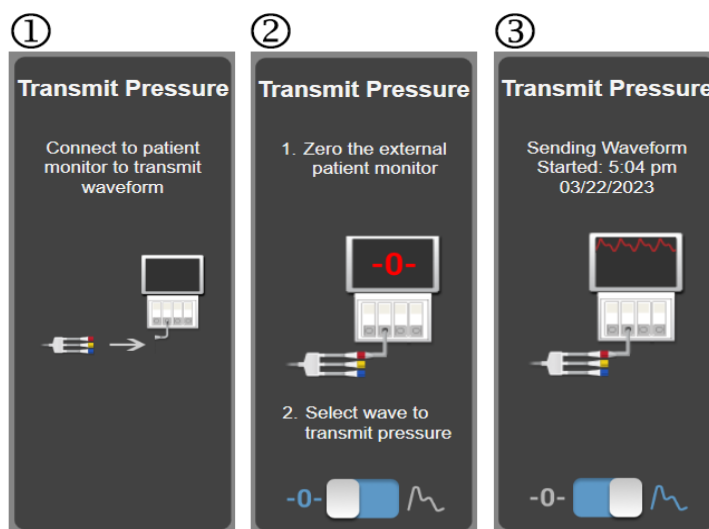 ①
Transmit Pressure
Connect to patient
monitor to transmit
waveform
②
Transmit Pressure
1. Zero the external
patient monitor
-0-
2. Select wave to
transmit pressure
-0-
③
Transmit Pressure
Sending Waveform
Started: 5:04 pm
03/22/2023
-0-